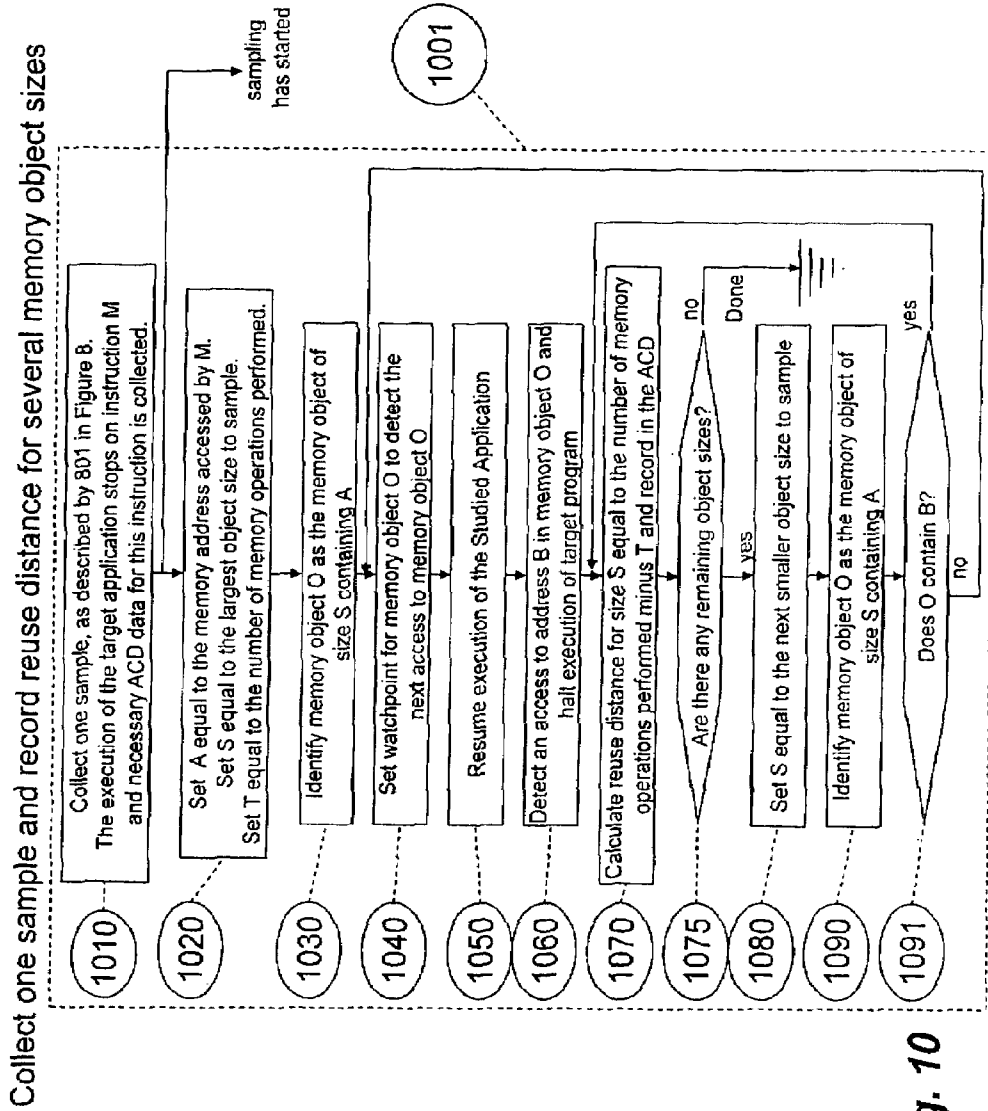 Collect one sample and record reuse distance for several memory object sizes
1001
sampling
has started
1010
Collect one sample, as described by 801 in Figure B.
The execution of the target application stops on instruction M
and necessary ACD data for this instruction is collected.
1020
Set A equal to the memory address accessed by M.
Set S equal to the largest object size to sample.
Set T equal to the number of memory operations performed.
1030
Identify memory object O as the memory object of
size S containing A
1040
Set watchpoint for memory object O to detect the
next access to memory object O
1050
Resume execution of the Studied Application
1060
Detect an access to address B in memory object O and
halt execution of target program
1070
Calculate reuse distance for size S equal to the number of memory
operations performed minus T and record in the ACD
1075
Are there any remaining object sizes?
no
Done
yes
1080
Set S equal to the next smaller object size to sample
1090
Identify memory object O as the memory object of
size S containing A
1091
Does O contain B?
yes
no
g. 10